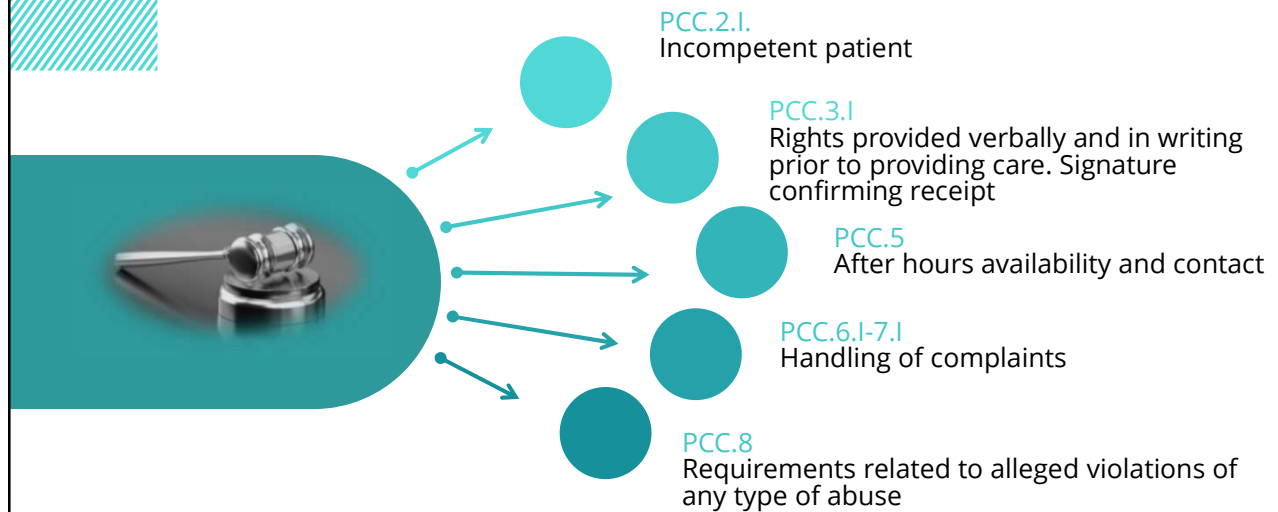 PCC.2.I.
Incompetent patient
PCC.3.I
Rights provided verbally and in writing
prior to providing care. Signature
confirming receipt
PCC.5
After hours availability and contact
PCC.6.I-7.I
Handling of complaints
PCC.8
Requirements related to alleged violations of
any type of abuse